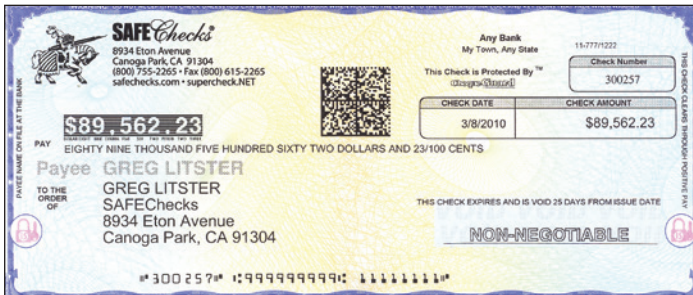 SAFEChecks®
8934 Eton Avenue
Canoga Park, CA 91304
(800) 755-2265 • Fax (800) 615-2265
safechecks.com • supercheck.NET
Any Bank
My Town, Any State
11-777/1222
This Check is Protected By ™
Check Number
300257
CHECK DATE
CHECK AMOUNT
3/8/2010
$89,562.23
$89,562.23
PAY
EIGHTY NINE THOUSAND FIVE HUNDRED SIXTY TWO DOLLARS AND 23/100 CENTS
Payee GREG LITSTER
TO THE
ORDER
OF
GREG LITSTER
SAFEChecks
8934 Eton Avenue
Canoga Park, CA 91304
THIS CHECK EXPIRES AND IS VOID 25 DAYS FROM ISSUE DATE
NON-NEGOTIABLE
⑈300257⑈ ⑆999999999⑆ 11111111⑈
PAYEE NAME ON FILE AT THE BANK
THIS CHECK CLEARS THROUGH POSITIVE PAY